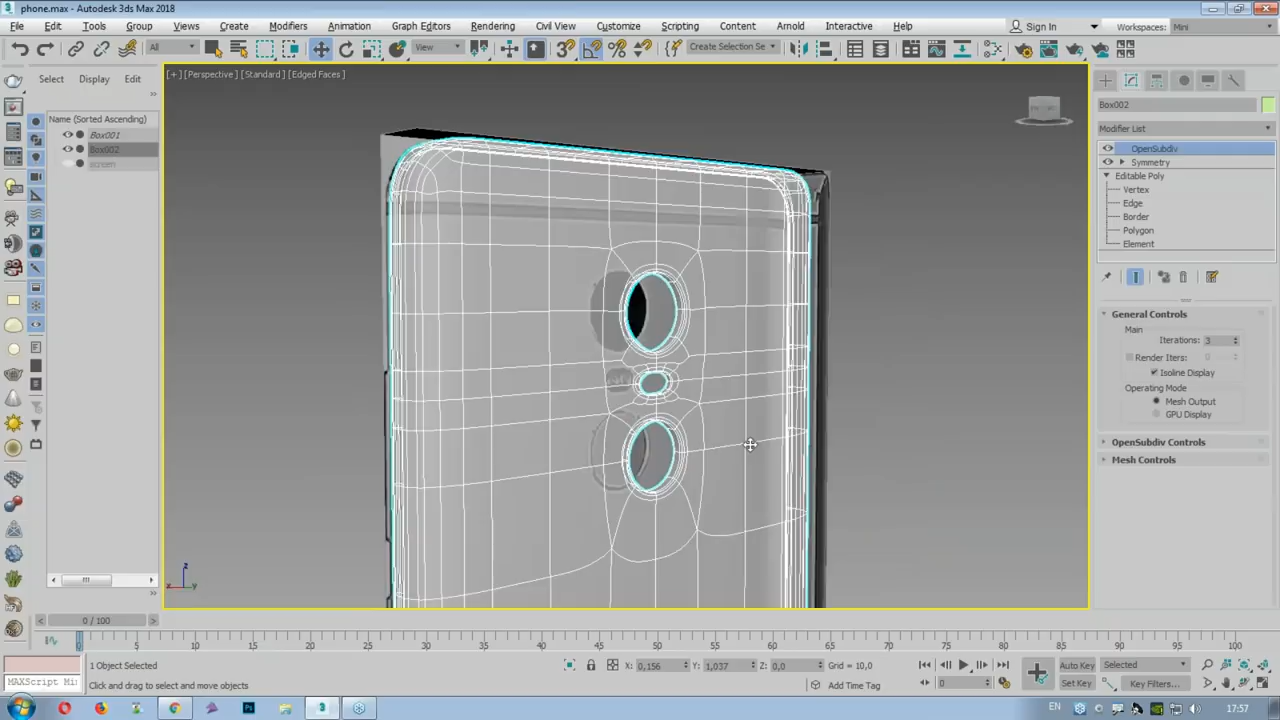 phone.max - Autodesk 3ds Max 2018
File Edit Tools Group Views Create Modifiers Animation Graph Editors Rendering Civil View Customize Scripting Content Arnold Interactive Help Sign In Workspaces: Mini
All View Create Selection Se
[+] [Perspective] [Standard] [Edged Faces]
Select Display Edit
Name (Sorted Ascending)
Box001
Box002
screen
Box002
Modifier List
OpenSubdiv
Symmetry
Editable Poly
Vertex
Edge
Border
Polygon
Element
General Controls
Main
Iterations: 3
Render Iters: 0
Isoline Display
Operating Mode
Mesh Output
GPU Display
OpenSubdiv Controls
Mesh Controls
z
x y
0 / 100
0 5 10 15 20 25 30 35 40 45 50 55 60 65 70 75 80 85 90 95 100
1 Object Selected X: 0,156 Y: 1,037 Z: 0,0 Grid = 10,0 Auto Key Selected
MAXScript Mi: Click and drag to select and move objects Add Time Tag 0 Set Key Key Filters...
EN 17:57